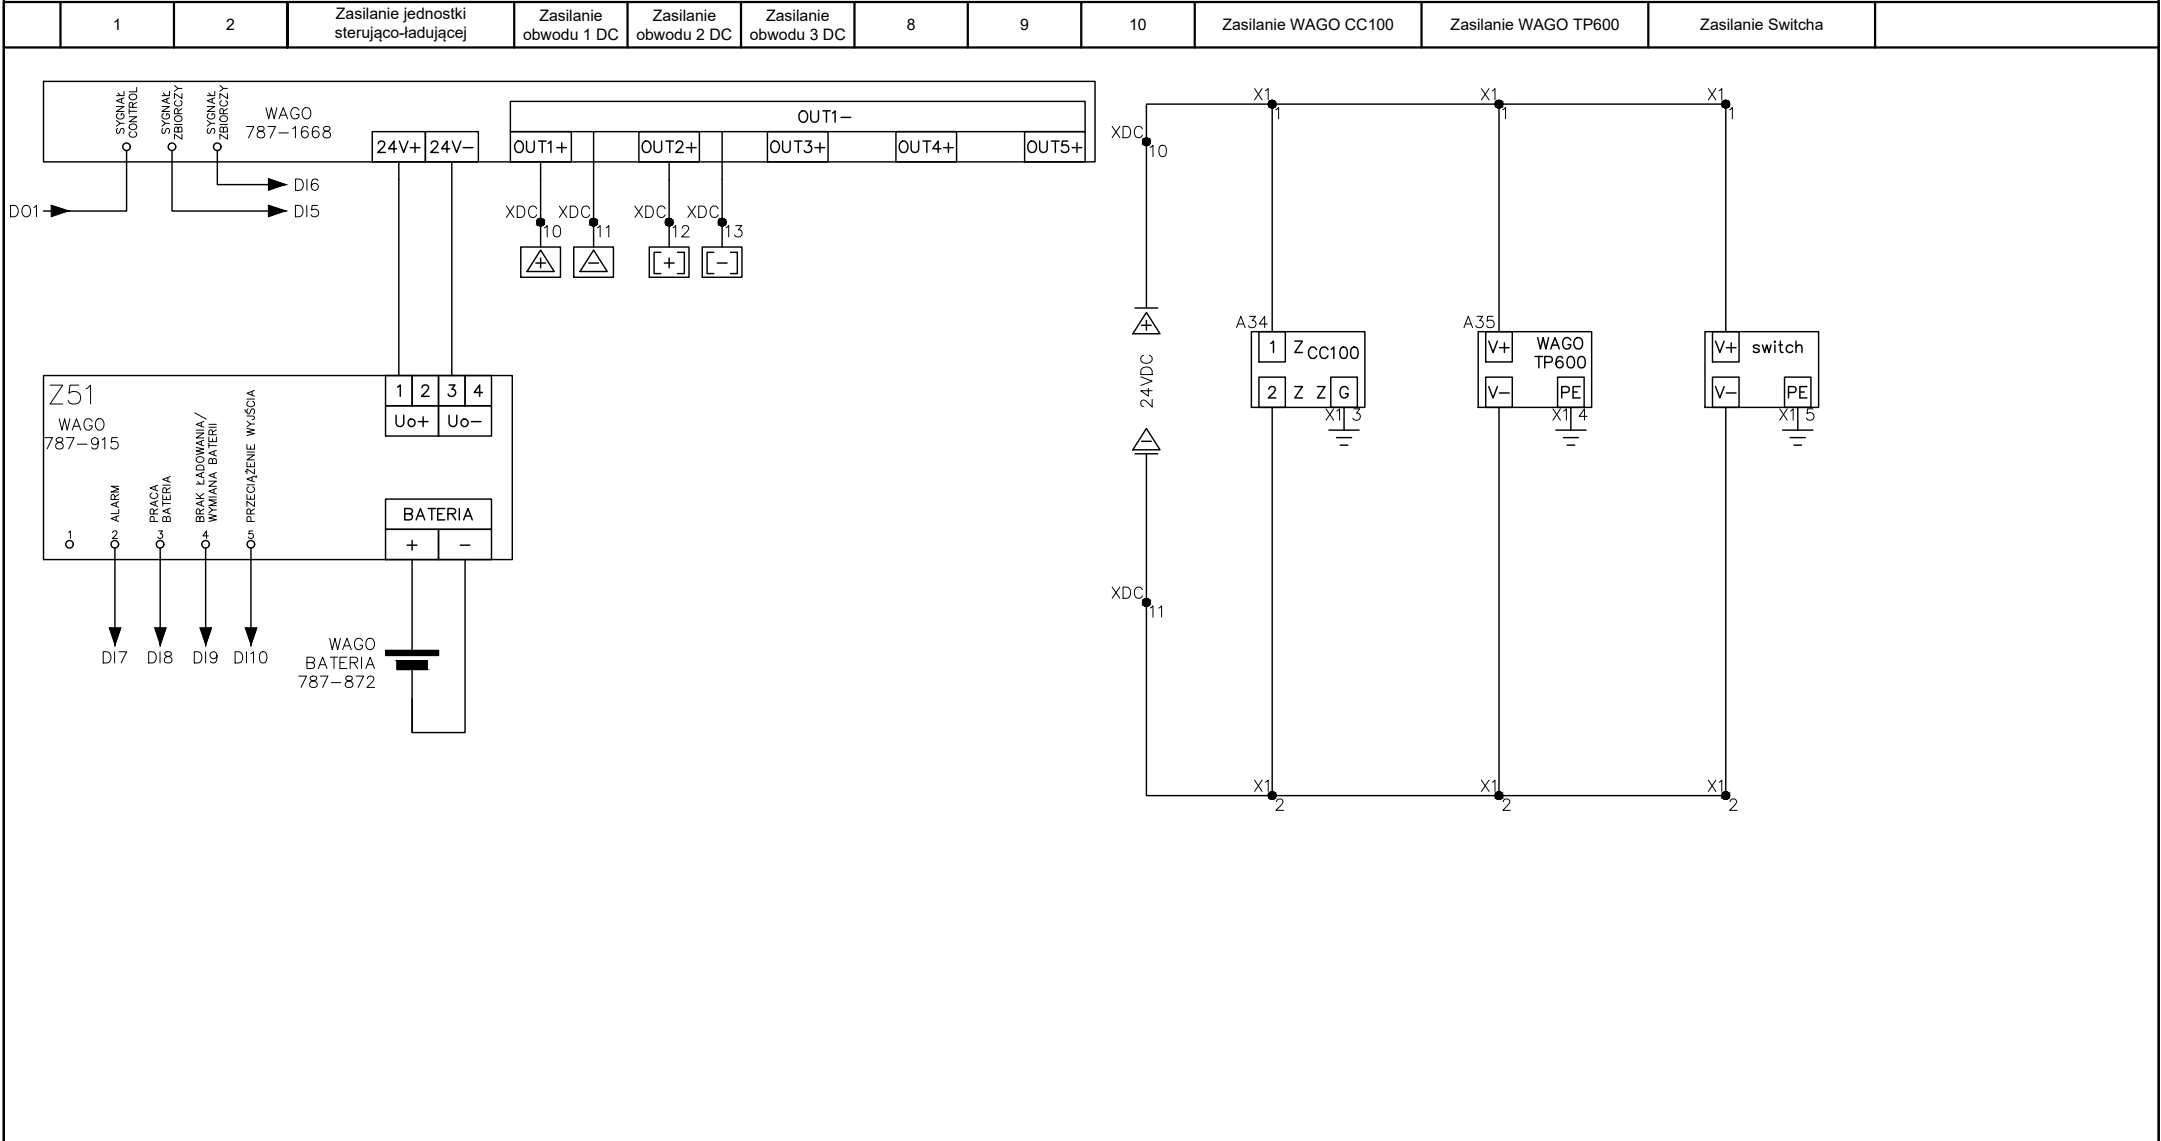 1
2
Zasilanie jednostki
sterująco-ładującej
Zasilanie
obwodu 1 DC
Zasilanie
obwodu 2 DC
Zasilanie
obwodu 3 DC
8
9
10
Zasilanie WAGO CC100
Zasilanie WAGO TP600
Zasilanie Switcha
SYGNAŁ
CONTROL
SYGNAŁ
ZBIORCZY
SYGNAŁ
ZBIORCZY
WAGO
787-1668
24V+
24V-
OUT1-
OUT1+
OUT2+
OUT3+
OUT4+
OUT5+
DI6
DO1
DI5
XDC
10
XDC
11
XDC
12
XDC
13
+
-
[+]
[-]
Z51
WAGO
787-915
1
2
3
4
Uo+
Uo-
BATERIA
+
-
1
2
ALARM
3
PRACA
BATERIA
4
BRAK ŁADOWANIA/
WYMIANA BATERII
5
PRZECIĄŻENIE WYJŚCIA
DI7
DI8
DI9
DI10
WAGO
BATERIA
787-872
XDC
10
+
24VDC
-
XDC
11
X1
1
X1
1
X1
1
A34
1
Z
CC100
2
Z
Z
G
X1
3
A35
V+
WAGO
TP600
V-
PE
X1
4
V+
switch
V-
PE
X1
5
X1
2
X1
2
X1
2